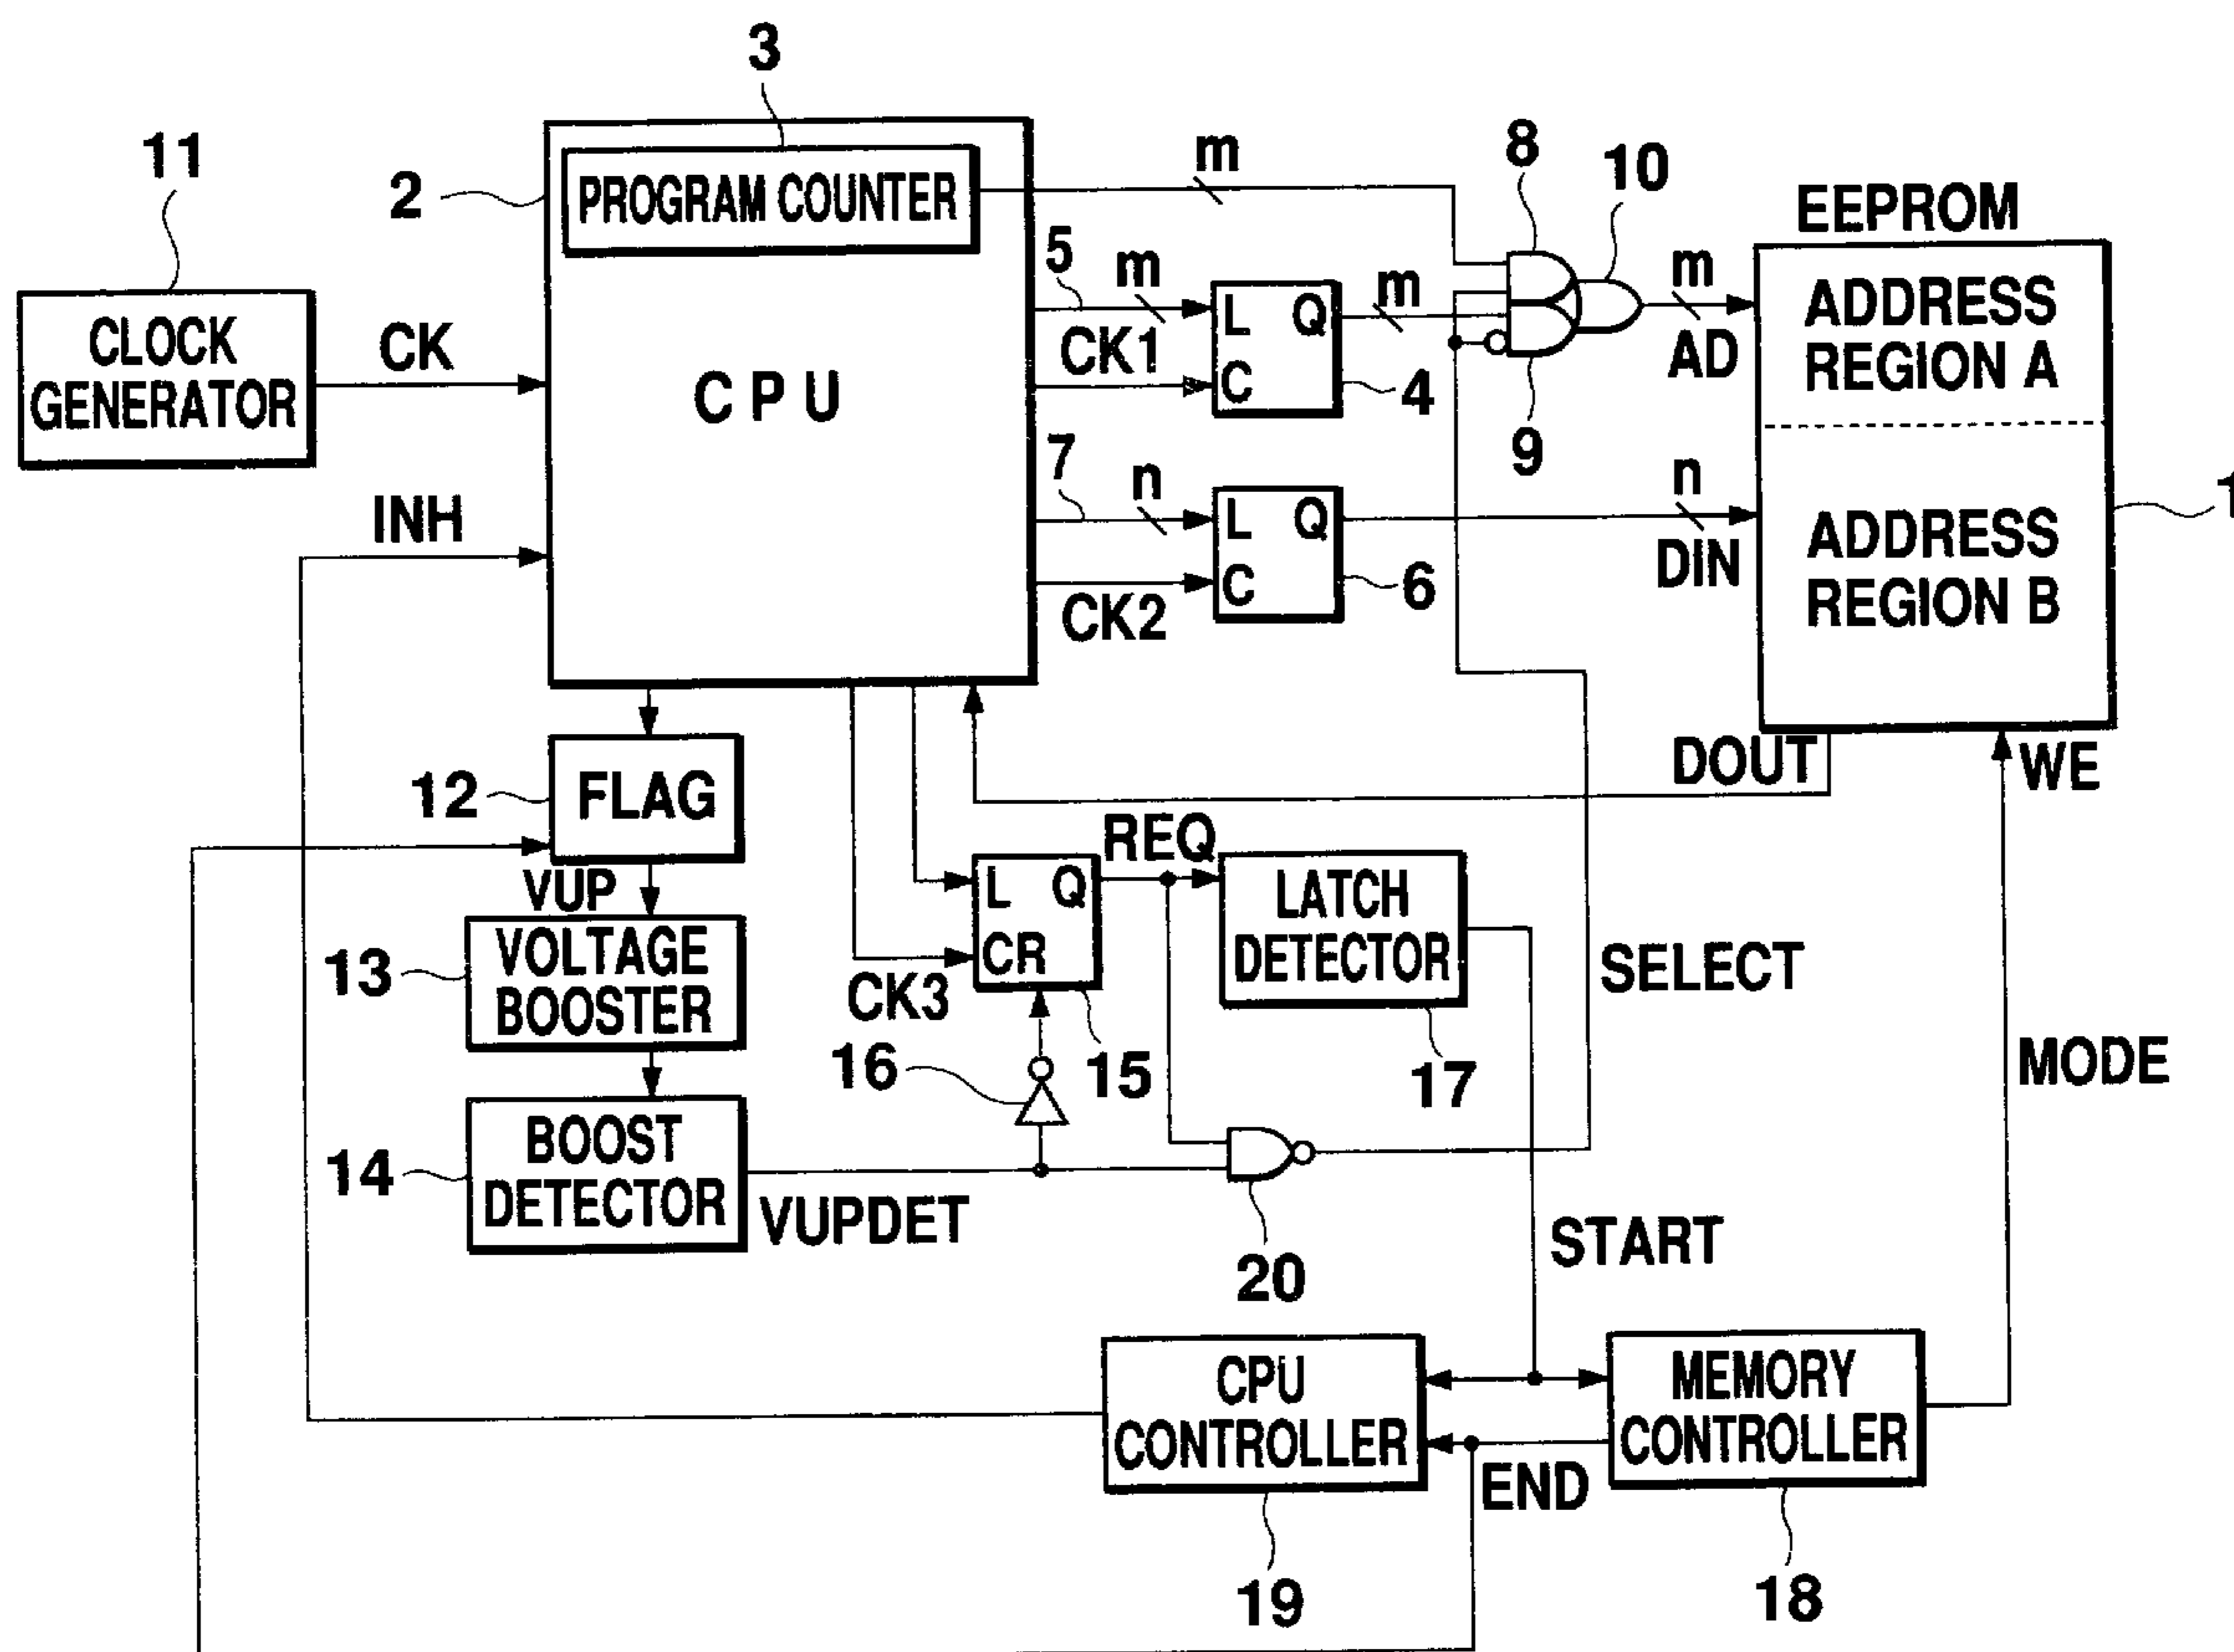 3
11
2
PROGRAM COUNTER
m
8
10
EEPROM
CLOCK
GENERATOR
CK
CPU
5
m
L
Q
CK1
C
4
m
9
m
AD
ADDRESS
REGION A
INH
7
n
L
Q
CK2
C
6
n
DIN
ADDRESS
REGION B
1
12
FLAG
DOUT
WE
VUP
13
VOLTAGE
BOOSTER
REQ
L
Q
CR
CK3
15
16
LATCH
DETECTOR
17
SELECT
MODE
14
BOOST
DETECTOR
VUPDET
20
START
CPU
CONTROLLER
19
END
MEMORY
CONTROLLER
18